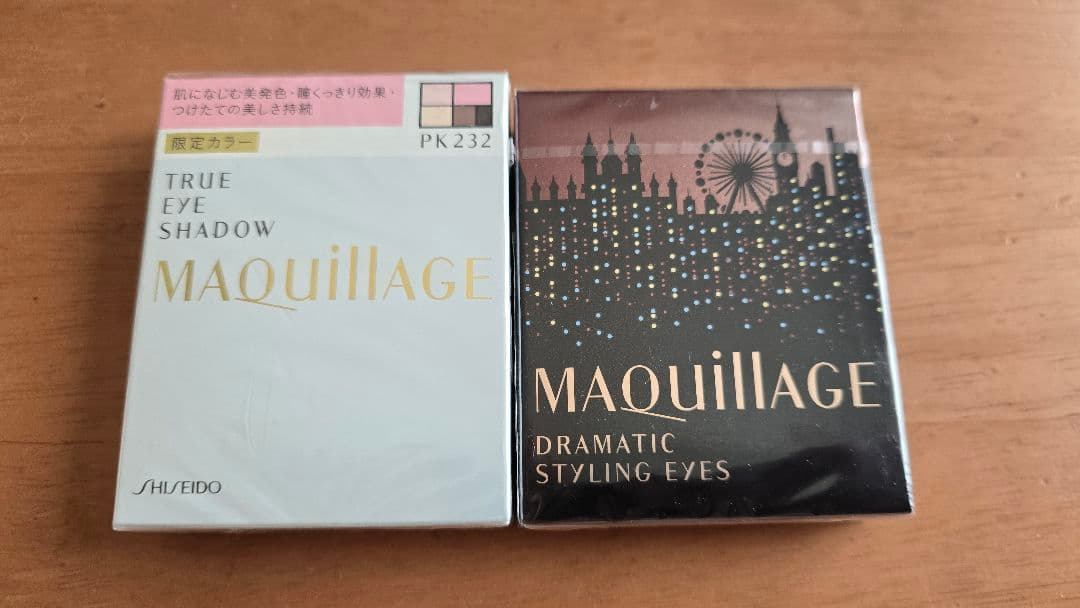 肌になじむ美発色・瞳くっきり効果・
つけたての美しさ持続
限定カラー
PK232
TRUE
EYE
SHADOW
MAQuillAGE
SHISEIDO
MAQuillAGE
DRAMATIC
STYLING EYES